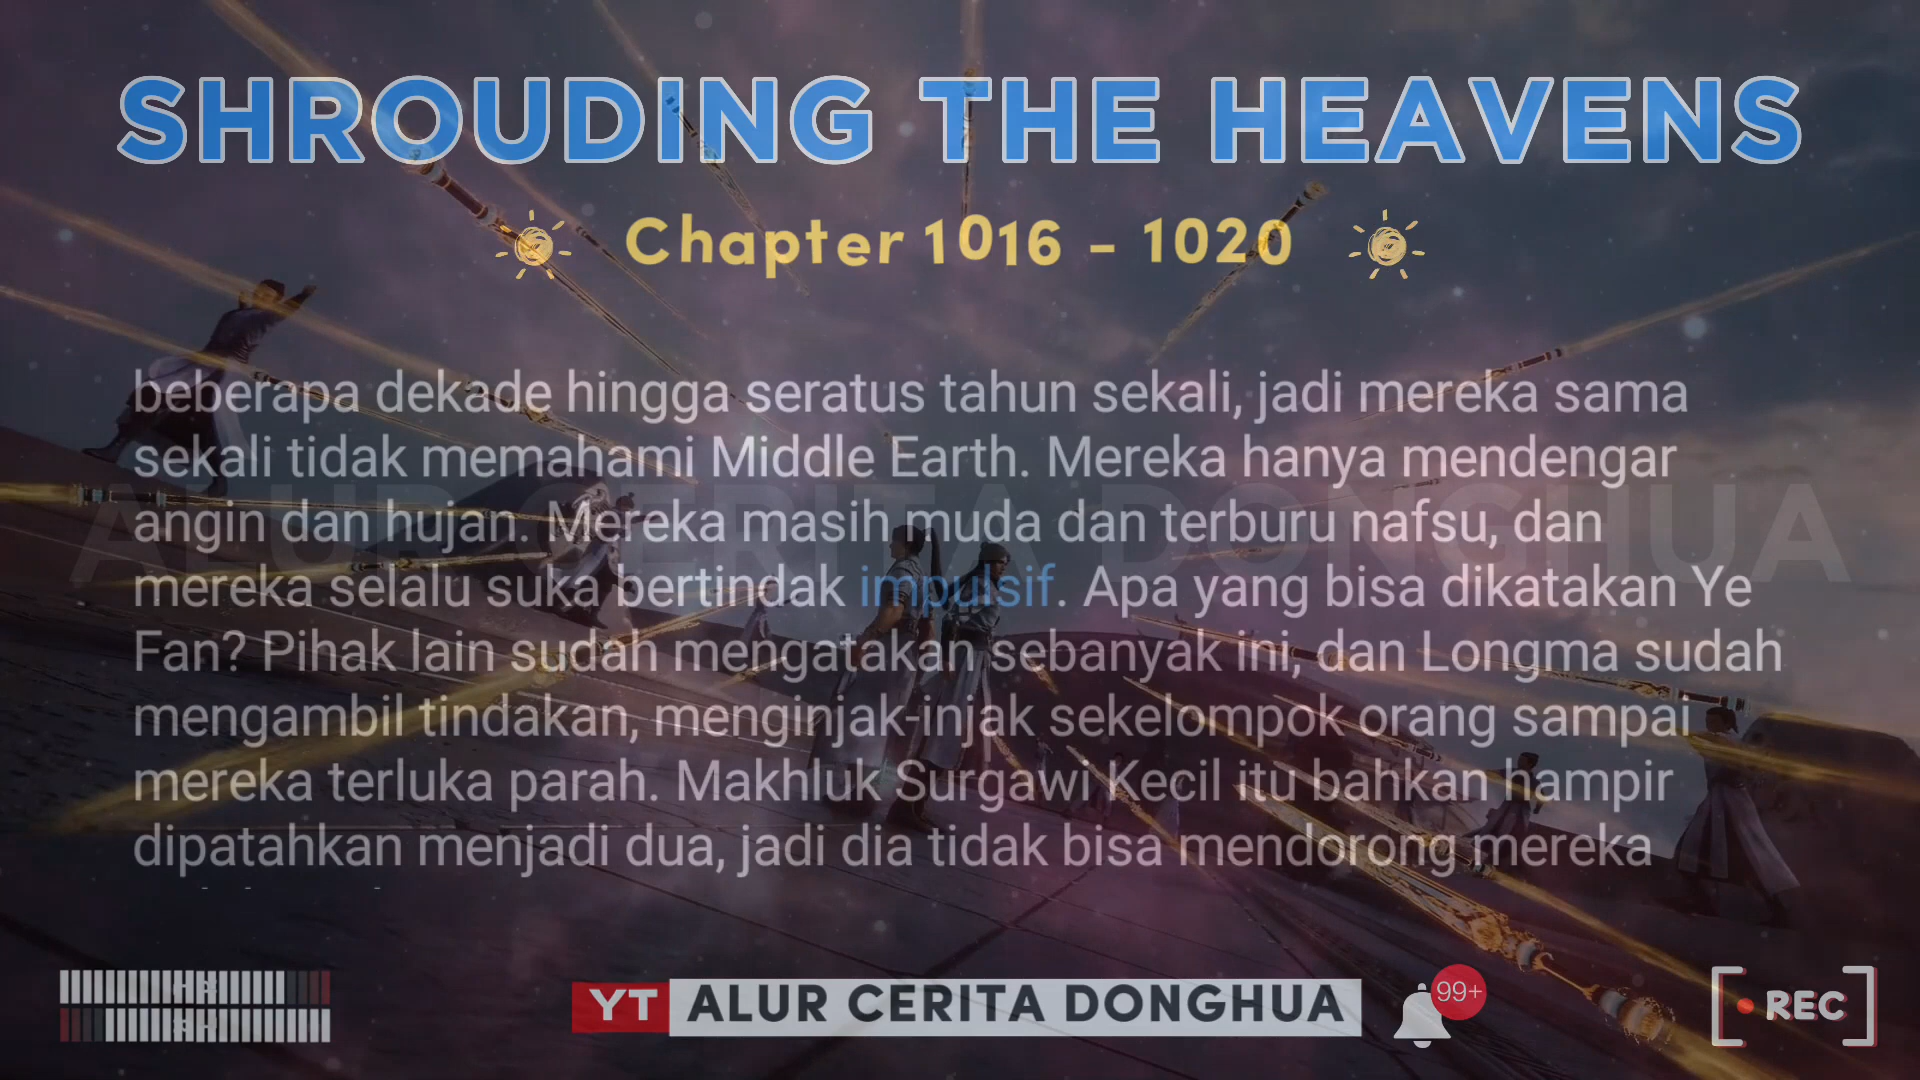 SHROUDING THE HEAVENS
Chapter 1016 - 1020
beberapa dekade hingga seratus tahun sekali, jadi mereka sama
sekali tidak memahami Middle Earth. Mereka hanya mendengar
angin dan hujan. Mereka masih muda dan terburu nafsu, dan
mereka selalu suka bertindak impulsif. Apa yang bisa dikatakan Ye
Fan? Pihak lain sudah mengatakan sebanyak ini, dan Longma sudah
mengambil tindakan, menginjak-injak sekelompok orang sampai
mereka terluka parah. Makhluk Surgawi Kecil itu bahkan hampir
dipatahkan menjadi dua, jadi dia tidak bisa mendorong mereka
ALUR CERITA DONGHUA
YT ALUR CERITA DONGHUA
99+
REC